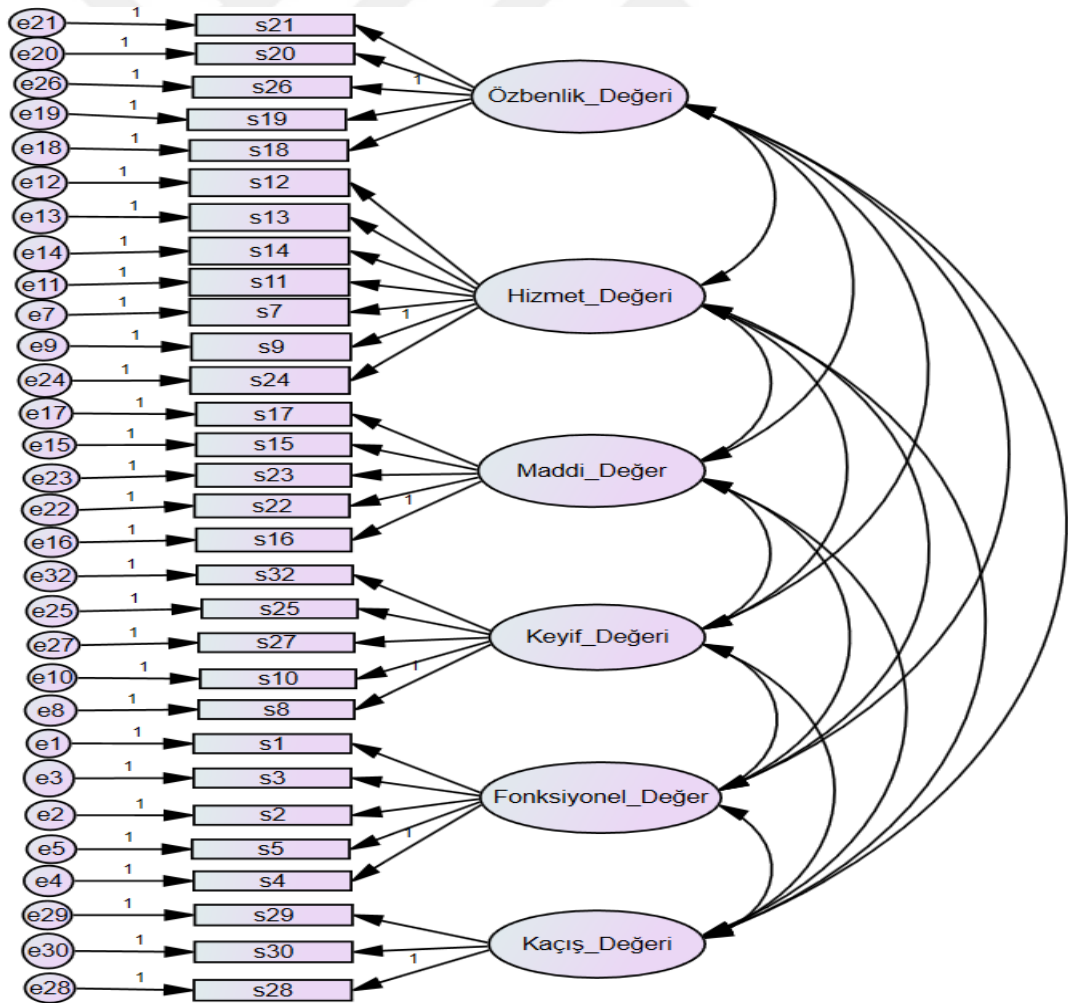 e21 1 s21
e20 1 s20
e26 1 s26 1 Özbenlik_Değeri
e19 1 s19
e18 1 s18
e12 1 s12
e13 1 s13
e14 1 s14
e11 1 s11 Hizmet_Değeri
e7 1 s7
e9 1 s9 1
e24 1 s24
e17 1 s17
e15 1 s15
e23 1 s23 Maddi_Değer
e22 1 s22 1
e16 1 s16
e32 1 s32
e25 1 s25
e27 1 s27 Keyif_Değeri
e10 1 s10 1
e8 1 s8
e1 1 s1
e3 1 s3
e2 1 s2 Fonksiyonel_Değer
e5 1 s5 1
e4 1 s4
e29 1 s29
e30 1 s30 Kaçış_Değeri
e28 1 s28 1